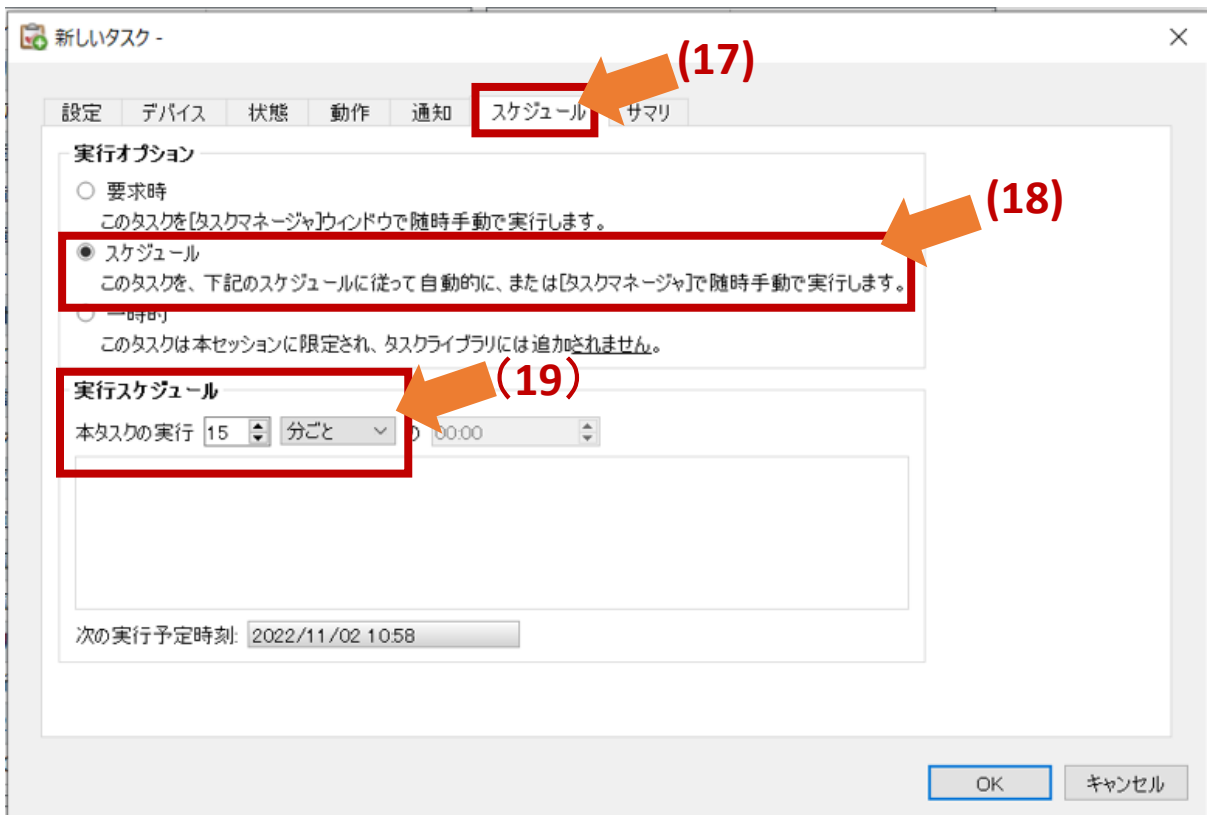 新しいタスク -
(17)
設定 デバイス 状態 動作 通知 スケジュール サマリ
実行オプション
要求時
このタスクを[タスクマネージャ]ウィンドウで随時手動で実行します。
(18)
スケジュール
このタスクを、下記のスケジュールに従って自動的に、または[タスクマネージャ]で随時手動で実行します。
一時的
このタスクは本セッションに限定され、タスクライブラリには追加されません。
(19)
実行スケジュール
本タスクの実行 15 分ごと の 00:00
次の実行予定時刻: 2022/11/02 10:58
OK キャンセル